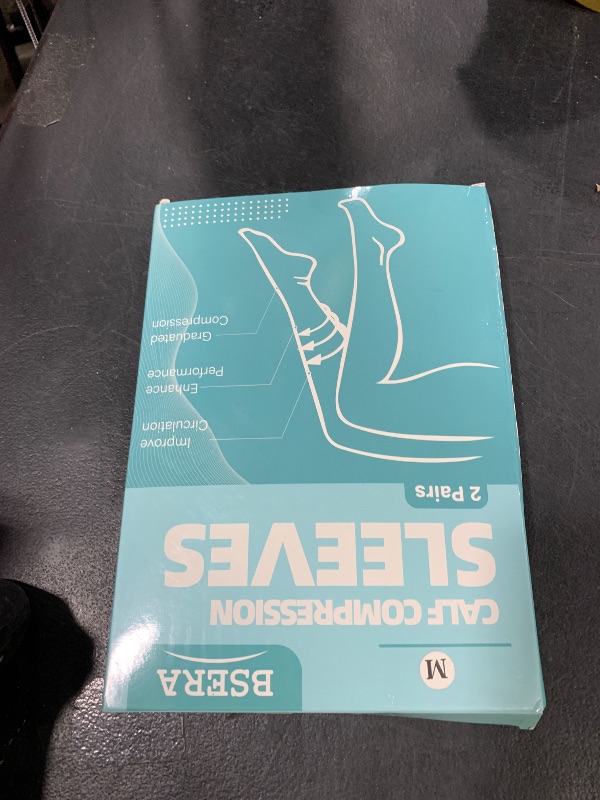 BSERA
M
CALF COMPRESSION
SLEEVES
2 Pairs
Improve
Circulation
Enhance
Performance
Graduated
Compression